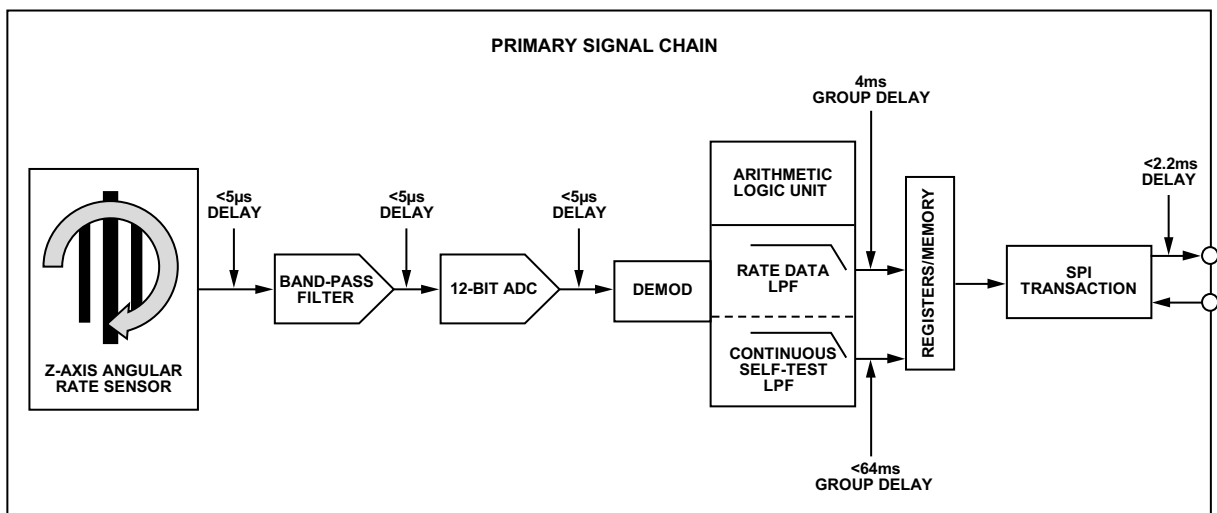 PRIMARY SIGNAL CHAIN
4ms
GROUP DELAY
<2.2ms
DELAY
<5µs
DELAY
<5µs
DELAY
<5µs
DELAY
ARITHMETIC
LOGIC UNIT
Z-AXIS ANGULAR
RATE SENSOR
BAND-PASS
FILTER
12-BIT ADC
DEMOD
RATE DATA
LPF
CONTINUOUS
SELF-TEST
LPF
REGISTERS/MEMORY
SPI
TRANSACTION
<64ms
GROUP DELAY